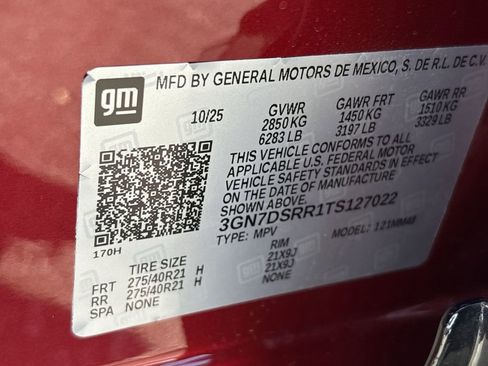 gm
MFD BY GENERAL MOTORS DE MEXICO, S. DE R.L. DE C.V.
10/25 GVWR GAWR FRT GAWR RR
2850 KG 1450 KG 1510 KG
6283 LB 3197 LB 3329 LB
THIS VEHICLE CONFORMS TO ALL
APPLICABLE U.S. FEDERAL MOTOR
VEHICLE SAFETY STANDARDS IN EFFECT
ON THE DATE OF MANUFACTURE
SHOWN ABOVE.
3GN7DSRR1TS127022
TYPE: MPV MODEL: 121MM48
170H
TIRE SIZE RIM
FRT 275/40R21 H 21X9J
RR 275/40R21 H 21X9J
SPA NONE NONE